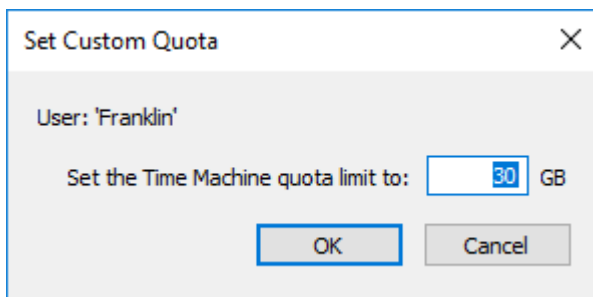 Set Custom Quota
User: 'Franklin'
Set the Time Machine quota limit to: 30 GB
OK Cancel